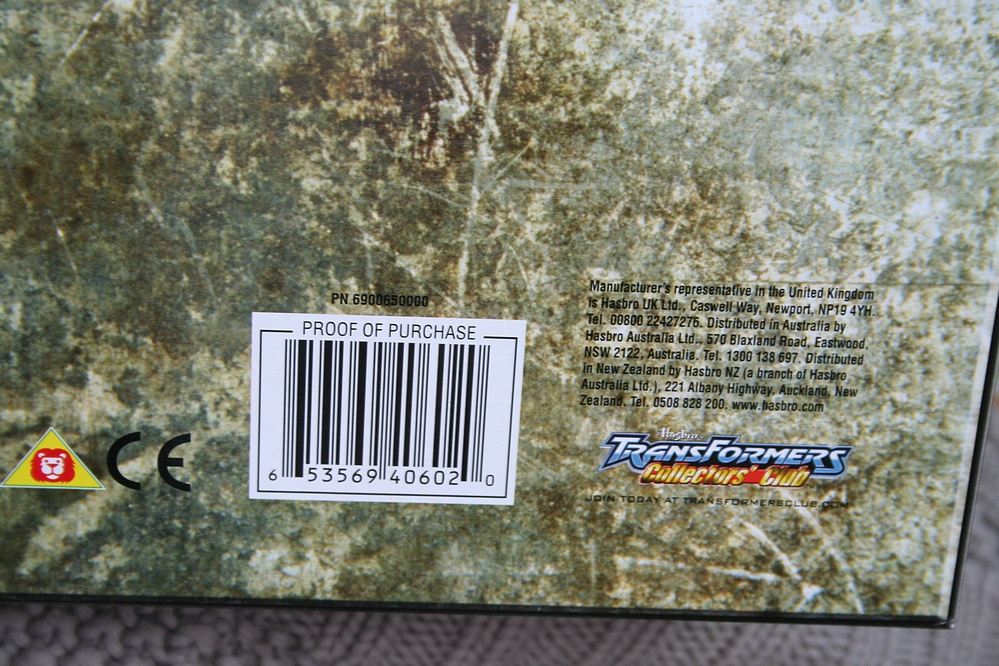 PN 6900650000
PROOF OF PURCHASE
6 53569 40602 0
CE
Manufacturer's representative in the United Kingdom
is Hasbro UK Ltd., Caswell Way, Newport, NP19 4YH.
Tel. 00800 22427276. Distributed in Australia by
Hasbro Australia Ltd., 570 Blaxland Road, Eastwood,
NSW 2122, Australia. Tel. 1300 138 697. Distributed
in New Zealand by Hasbro NZ (a branch of Hasbro
Australia Ltd.), 221 Albany Highway, Auckland, New
Zealand. Tel. 0508 828 200. www.hasbro.com
Hasbro
TRANSFORMERS
Collectors' Club
JOIN TODAY AT TRANSFORMERSCLUB.COM